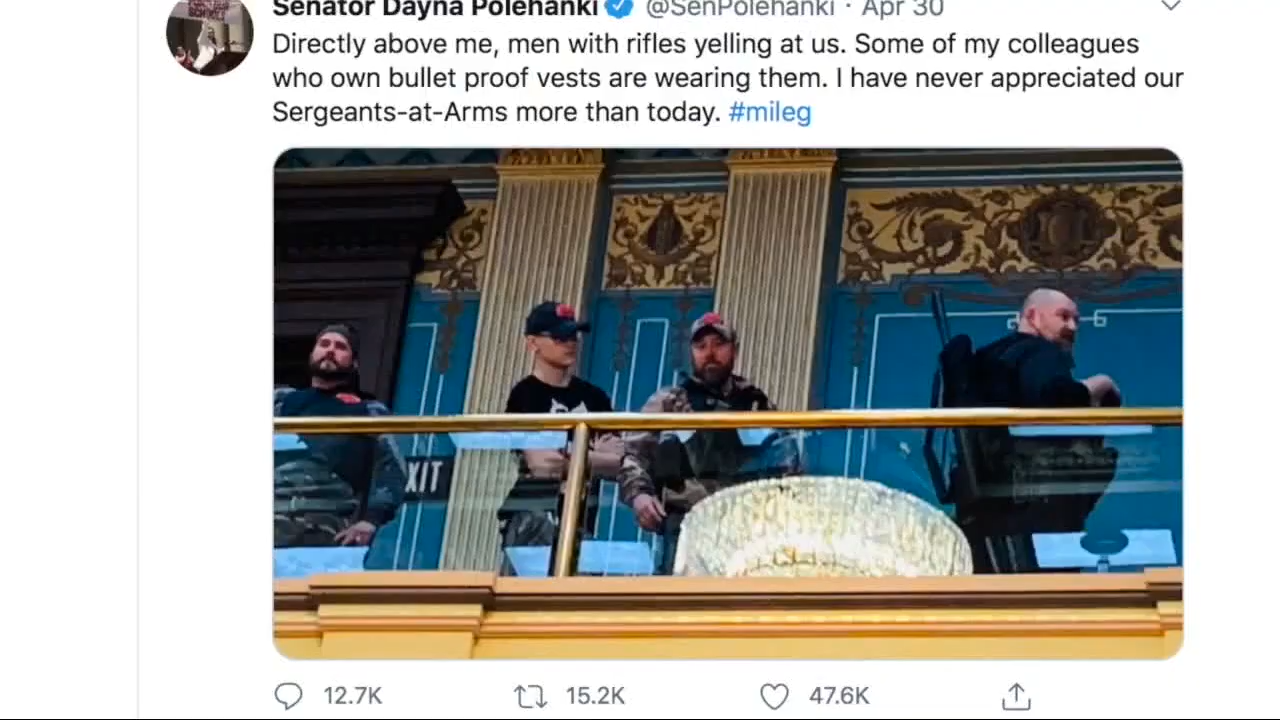 Senator Dayna Polehanki @SenPolehanki · Apr 30
Directly above me, men with rifles yelling at us. Some of my colleagues
who own bullet proof vests are wearing them. I have never appreciated our
Sergeants-at-Arms more than today. #mileg
XIT
12.7K 15.2K 47.6K